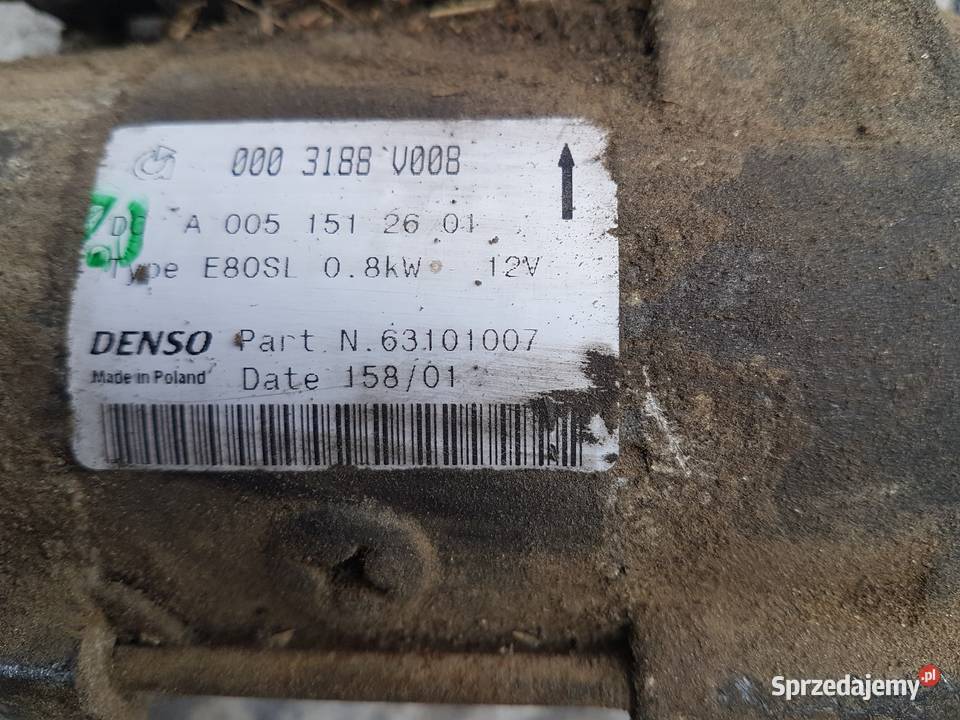 000 3188 V008
DC A 005 151 26 01
Type E80SL 0.8kW 12V
DENSO Part N.63101007
Made in Poland Date 158/01
Sprzedajemy.pl